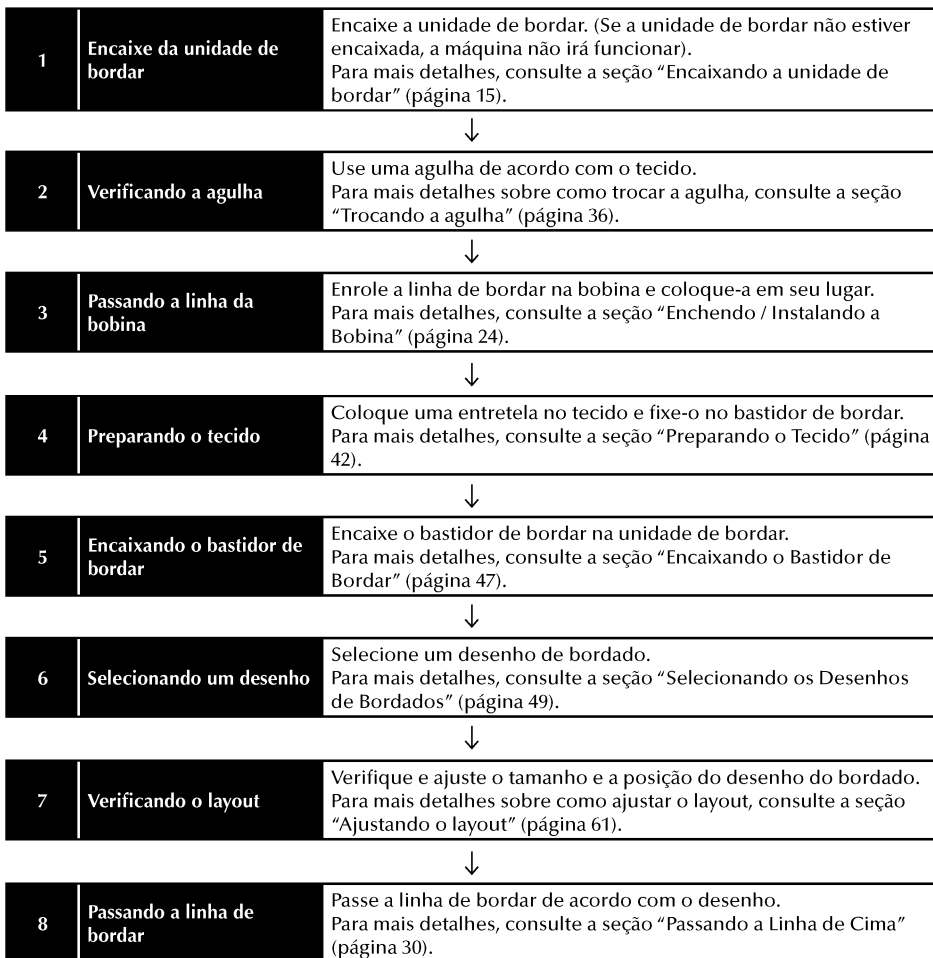 1
Encaixe da unidade de
bordar
Encaixe a unidade de bordar. (Se a unidade de bordar não estiver
encaixada, a máquina não irá funcionar).
Para mais detalhes, consulte a seção “Encaixando a unidade de
bordar” (página 15).
↓
2
Verificando a agulha
Use uma agulha de acordo com o tecido.
Para mais detalhes sobre como trocar a agulha, consulte a seção
“Trocando a agulha” (página 36).
↓
3
Passando a linha da
bobina
Enrole a linha de bordar na bobina e coloque-a em seu lugar.
Para mais detalhes, consulte a seção “Enchendo / Instalando a
Bobina” (página 24).
↓
4
Preparando o tecido
Coloque uma entretela no tecido e fixe-o no bastidor de bordar.
Para mais detalhes, consulte a seção “Preparando o Tecido” (página
42).
↓
5
Encaixando o bastidor de
bordar
Encaixe o bastidor de bordar na unidade de bordar.
Para mais detalhes, consulte a seção “Encaixando o Bastidor de
Bordar” (página 47).
↓
6
Selecionando um desenho
Selecione um desenho de bordado.
Para mais detalhes, consulte a seção “Selecionando os Desenhos
de Bordados” (página 49).
↓
7
Verificando o layout
Verifique e ajuste o tamanho e a posição do desenho do bordado.
Para mais detalhes sobre como ajustar o layout, consulte a seção
“Ajustando o layout” (página 61).
↓
8
Passando a linha de
bordar
Passe a linha de bordar de acordo com o desenho.
Para mais detalhes, consulte a seção “Passando a Linha de Cima”
(página 30).